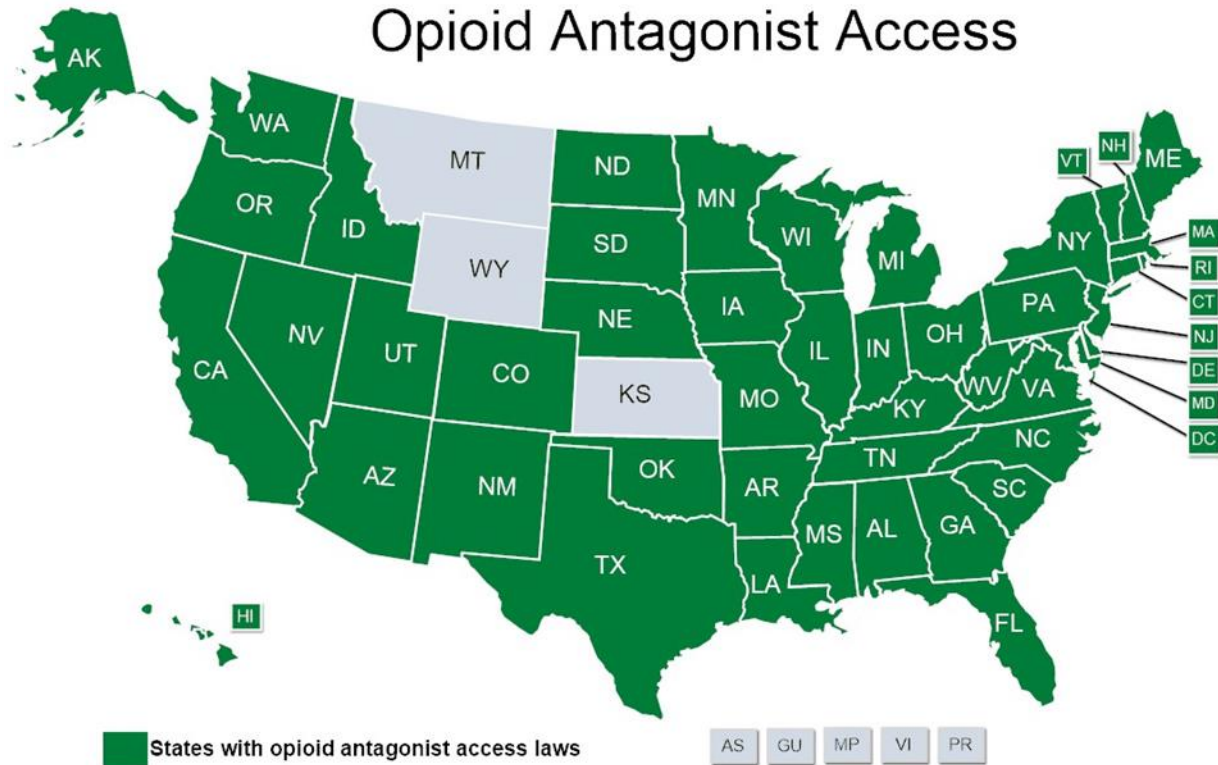 Opioid Antagonist Access
AK
WA
MT
ND
MN
VT
NH
ME
OR
ID
SD
WI
MI
NY
MA
WY
RI
CT
NV
NE
IA
PA
NJ
CA
UT
CO
IL
IN
OH
DE
KS
MO
WV
VA
MD
KY
DC
AZ
NM
OK
AR
TN
NC
SC
TX
MS
AL
GA
LA
HI
FL
States with opioid antagonist access laws
AS GU MP VI PR